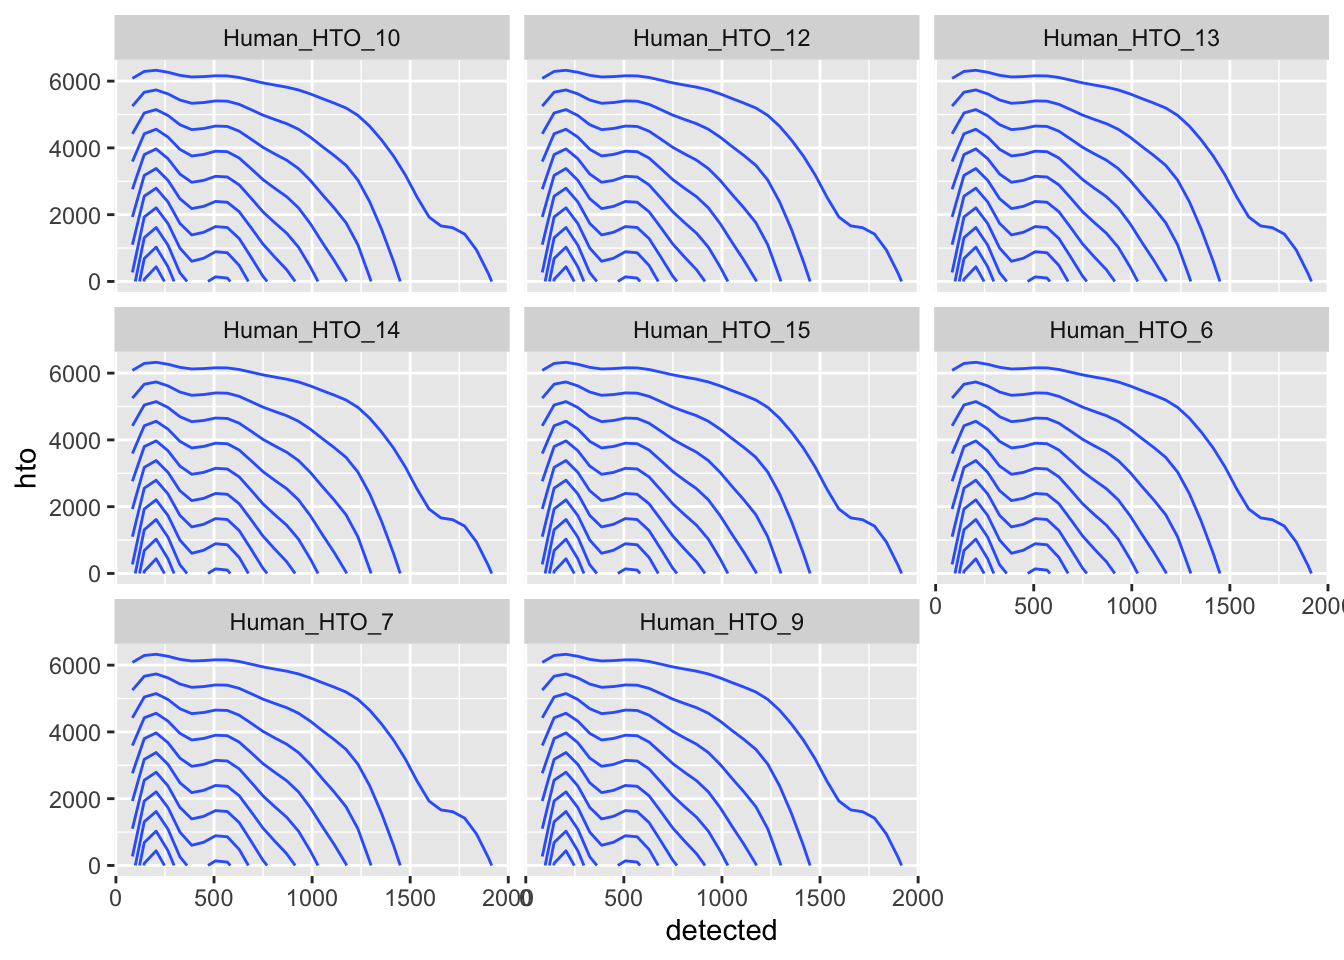 Human_HTO_10 Human_HTO_12 Human_HTO_13
6000
4000
2000
0
Human_HTO_14 Human_HTO_15 Human_HTO_6
6000
4000
2000
0
0 500 1000 1500 2000
Human_HTO_7 Human_HTO_9
6000
4000
2000
0
0 500 1000 1500 2000 0 500 1000 1500 2000
detected
hto